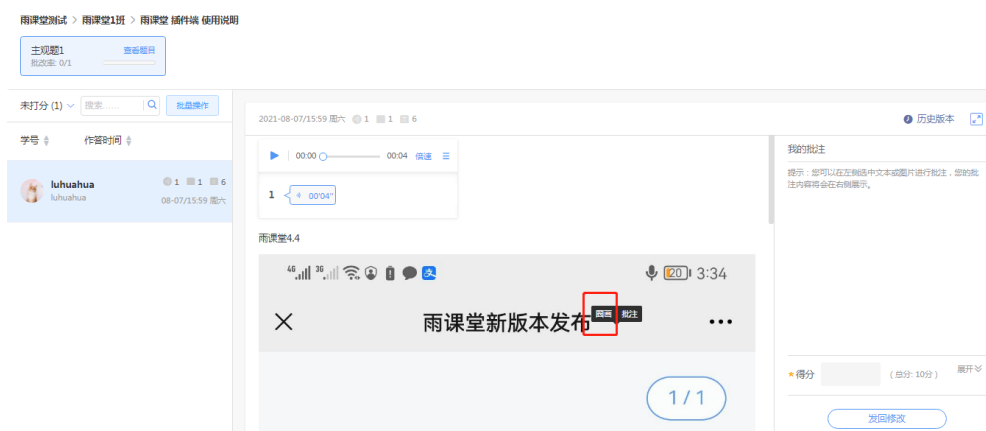 雨课堂测试 > 雨课堂1班 > 雨课堂 插件端 使用说明
主观题1 查看题目
批改率: 0/1
未打分 (1) 搜索...... 批量操作
学号 作答时间
luhuahua 1 1 6
luhuahua 08-07/15:59 周六
2021-08-07/15:59 周六 1 1 6 历史版本
00:00 00:04 倍速
1 00'04"
雨课堂4.4
46 36 20 3:34
雨课堂新版本发布 圆画 批注 ...
1/1
我的批注
提示：您可以在左侧选中文本或图片进行批注，您的批
注内容将会在右侧展示。
*得分 （总分: 10分） 展开
发回修改